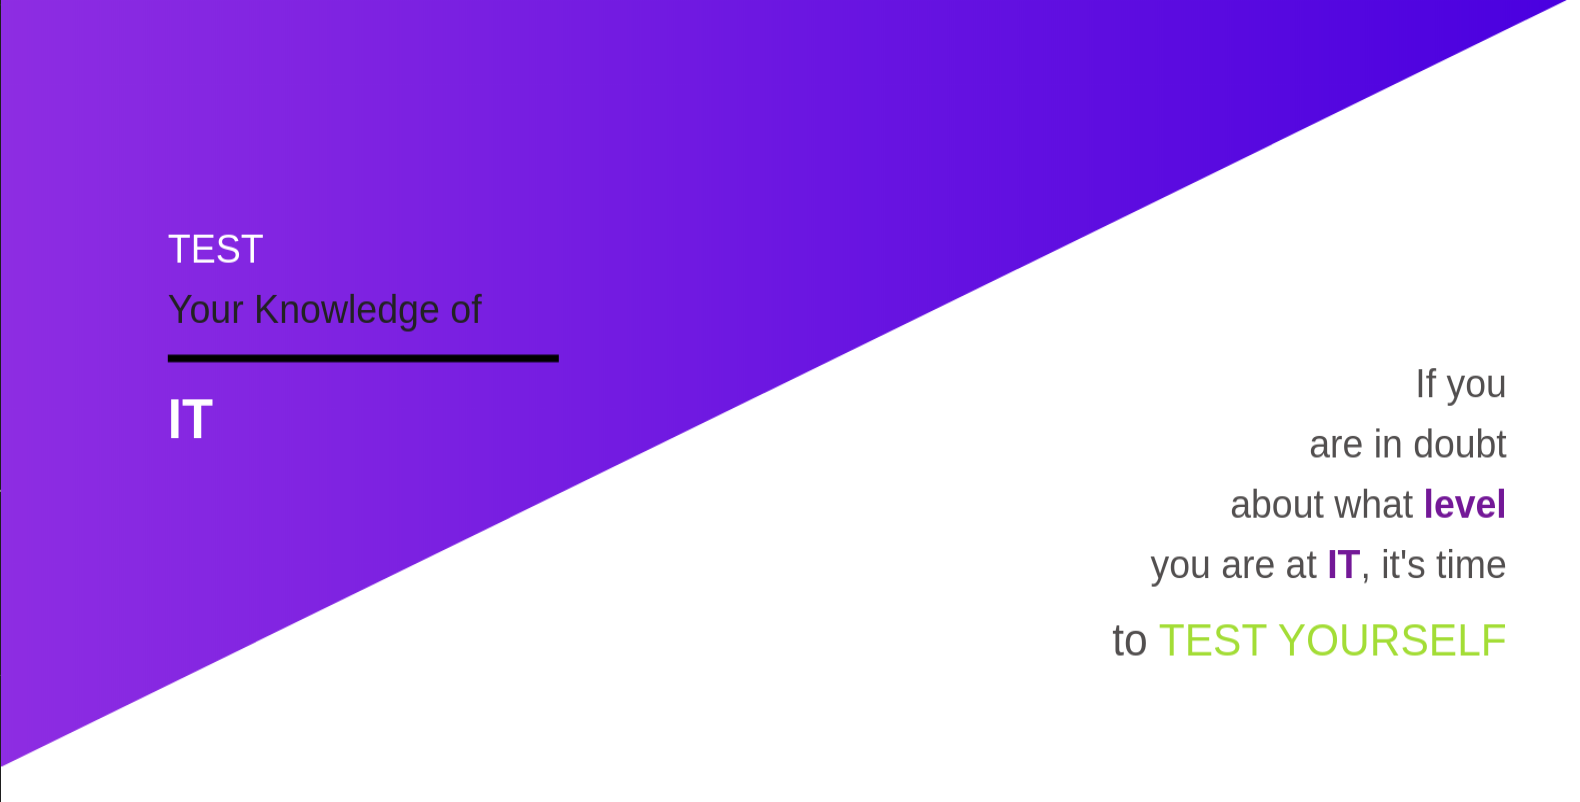 TEST
Your Knowledge of
IT
If you
are in doubt
about what level
you are at IT, it's time
to TEST YOURSELF